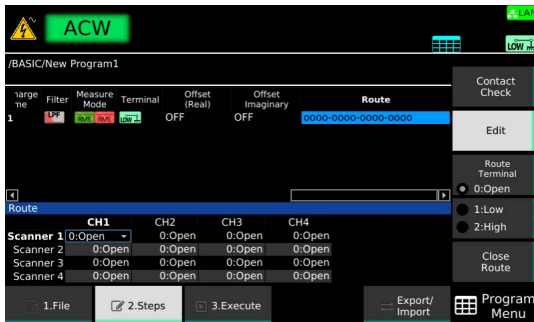 LAN
ACW
LOW
/BASIC/New Program1
Contact
Check
harge
me
Filter
Measure
Mode
Terminal
Offset
(Real)
Offset
Imaginary
Route
1 LPF RMS RMS LOW OFF OFF 0000-0000-0000-0000
Edit
Route
Terminal
0:Open
1:Low
2:High
Close
Route
Route
CH1 CH2 CH3 CH4
Scanner 1 0:Open 0:Open 0:Open 0:Open
Scanner 2 0:Open 0:Open 0:Open 0:Open
Scanner 3 0:Open 0:Open 0:Open 0:Open
Scanner 4 0:Open 0:Open 0:Open 0:Open
1.File 2.Steps 3.Execute Export/
Import
Program
Menu